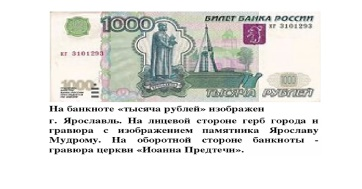 1000
БИЛЕТ БАНКА РОССИИ
кг 3101293
кг 3101293
1000
ТЫСЯЧА РУБЛЕЙ
На банкноте «тысяча рублей» изображен
г. Ярославль. На лицевой стороне герб города и
гравюра с изображением памятника Ярославу
Мудрому. На оборотной стороне банкноты -
гравюра церкви «Иоанна Предтечи».